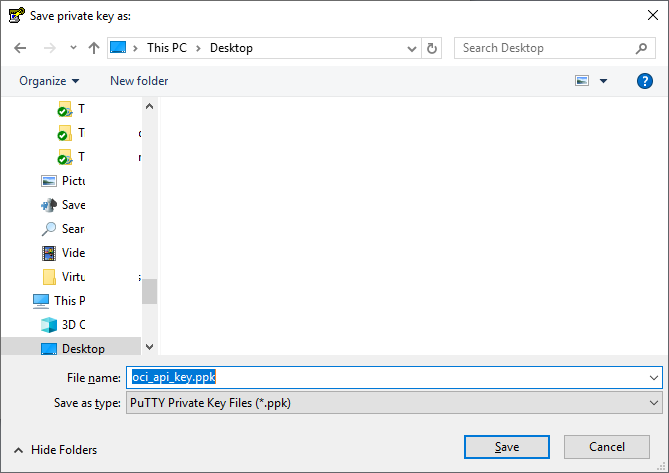 Save private key as:
This PC > Desktop
Search Desktop
Organize
New folder
T
T
T
Pictu
Save
Sear
Vide
Virtu
This P
3D C
Desktop
File name: oci_api_key.ppk
Save as type: PuTTY Private Key Files (*.ppk)
Hide Folders
Save
Cancel